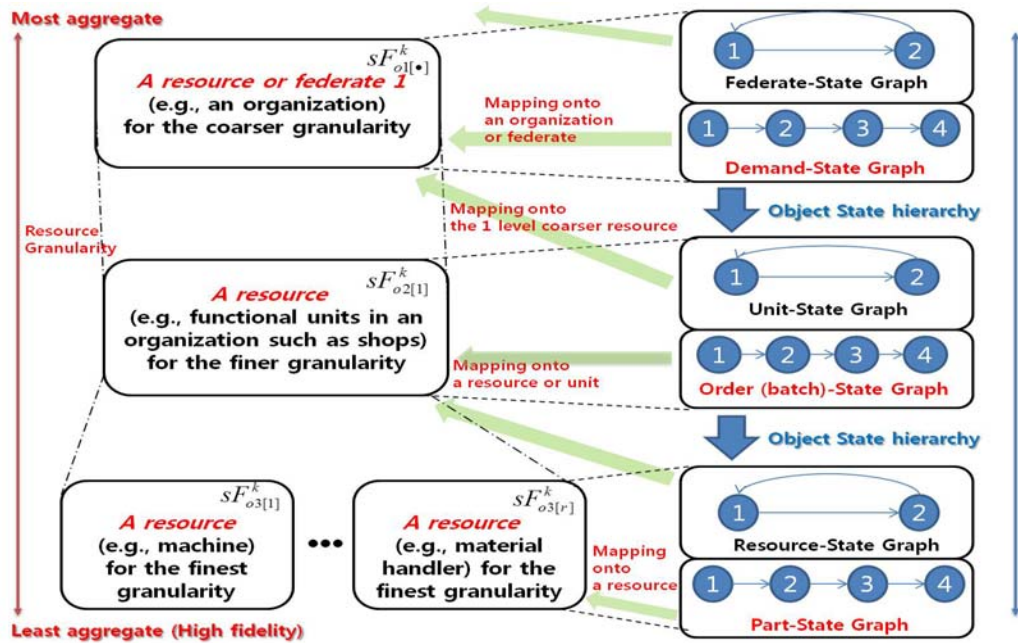 Most aggregate
sF^k_{o1[•]}
A resource or federate 1
(e.g., an organization)
for the coarser granularity
Mapping onto
an organization
or federate
1 2
Federate-State Graph
1 2 3 4
Demand-State Graph
Object State hierarchy
Resource
Granularity
Mapping onto
the 1 level coarser resource
sF^k_{o2[1]}
A resource
(e.g., functional units in an
organization such as shops)
for the finer granularity
Mapping onto
a resource or unit
1 2
Unit-State Graph
1 2 3 4
Order (batch)-State Graph
Object State hierarchy
sF^k_{o3[1]}
A resource
(e.g., machine)
for the finest
granularity
•••
sF^k_{o3[r]}
A resource
(e.g., material
handler) for the
finest granularity
Mapping
onto
a resource
1 2
Resource-State Graph
1 2 3 4
Part-State Graph
Least aggregate (High fidelity)